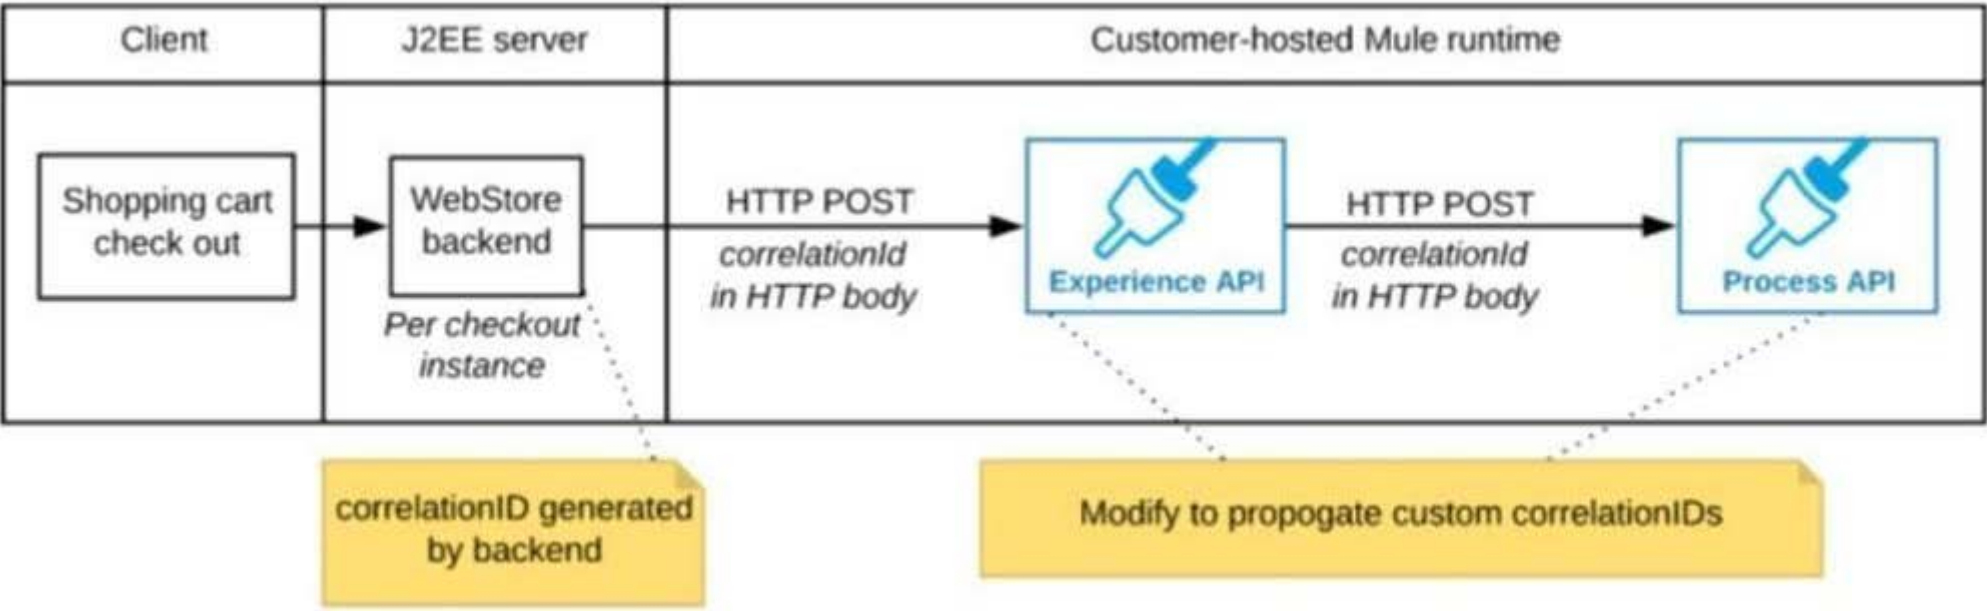 Client
J2EE server
Customer-hosted Mule runtime
Shopping cart
check out
WebStore
backend
Per checkout
instance
HTTP POST
correlationId
in HTTP body
Experience API
HTTP POST
correlationId
in HTTP body
Process API
correlationID generated
by backend
Modify to propogate custom correlationIDs